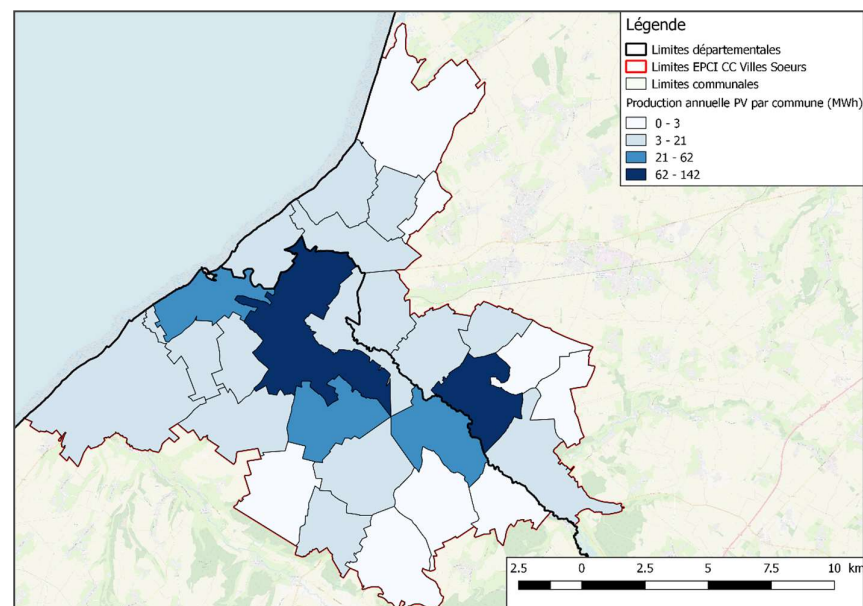 Légende
Limites départementales
Limites EPCI CC Villes Soeurs
Limites communales
Production annuelle PV par commune (MWh)
0 - 3
3 - 21
21 - 62
62 - 142
2.5 0 2.5 5 7.5 10 km